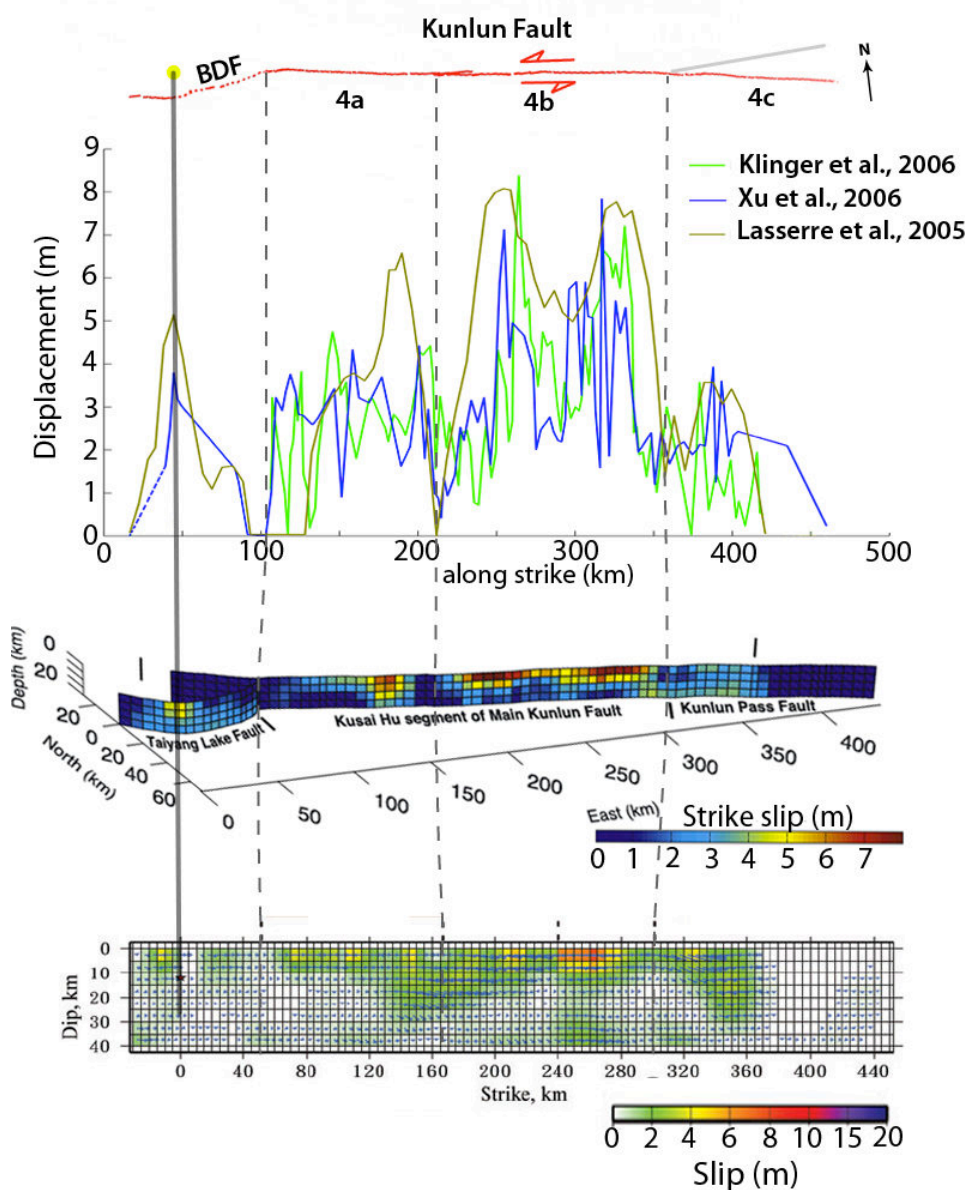 Kunlun Fault
N
BDF
4a
4b
4c
9
8
7
6
5
4
3
2
1
0
Displacement (m)
Klinger et al., 2006
Xu et al., 2006
Lasserre et al., 2005
0
100
200
300
400
500
along strike (km)
Depth (km)
0
20
20
0
20
40
60
North (km)
Taiyang Lake Fault
Kusai Hu segment of Main Kunlun Fault
Kunlun Pass Fault
0
50
100
150
200
250
300
350
400
East (km)
Strike slip (m)
0 1 2 3 4 5 6 7
0
10
20
30
40
Dip, km
0 40 80 120 160 200 240 280 320 360 400 440
Strike, km
0 2 4 6 8 10 15 20
Slip (m)